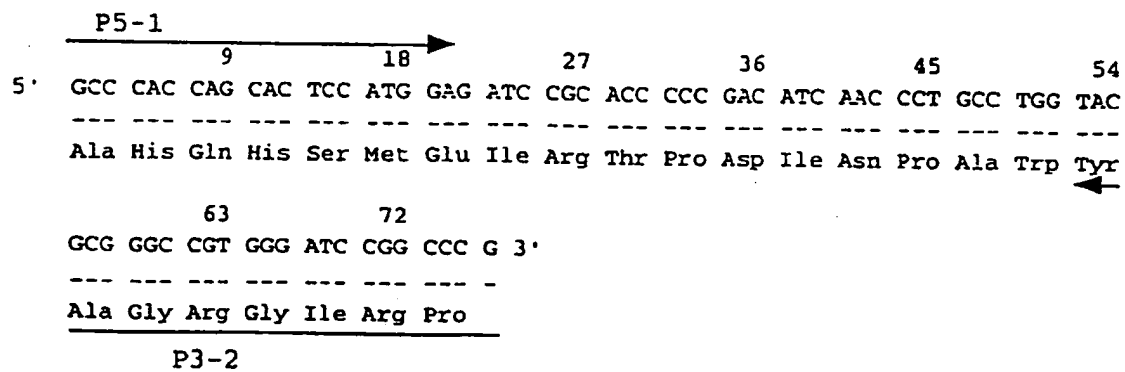 P5-1
9 18 27 36 45 54
5' GCC CAC CAG CAC TCC ATG GAG ATC CGC ACC CCC GAC ATC AAC CCT GCC TGG TAC
--- --- --- --- --- --- --- --- --- --- --- --- --- --- --- --- --- ---
Ala His Gln His Ser Met Glu Ile Arg Thr Pro Asp Ile Asn Pro Ala Trp Tyr
63 72
GCG GGC CGT GGG ATC CGG CCC G 3'
--- --- --- --- --- --- --- -
Ala Gly Arg Gly Ile Arg Pro
P3-2